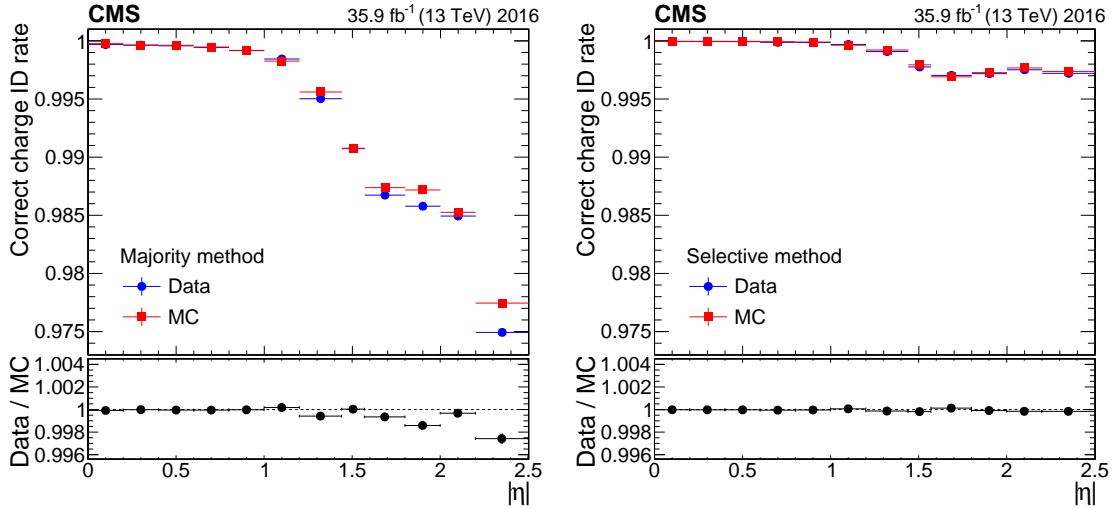 CMS 35.9 fb⁻¹ (13 TeV) 2016
Correct charge ID rate
1
0.995
0.99
0.985
0.98
0.975
Majority method
Data
MC
Data / MC
1.004
1.002
1
0.998
0.996
0 0.5 1 1.5 2 2.5
|η|
CMS 35.9 fb⁻¹ (13 TeV) 2016
Correct charge ID rate
1
0.995
0.99
0.985
0.98
0.975
Selective method
Data
MC
Data / MC
1.004
1.002
1
0.998
0.996
0 0.5 1 1.5 2 2.5
|η|